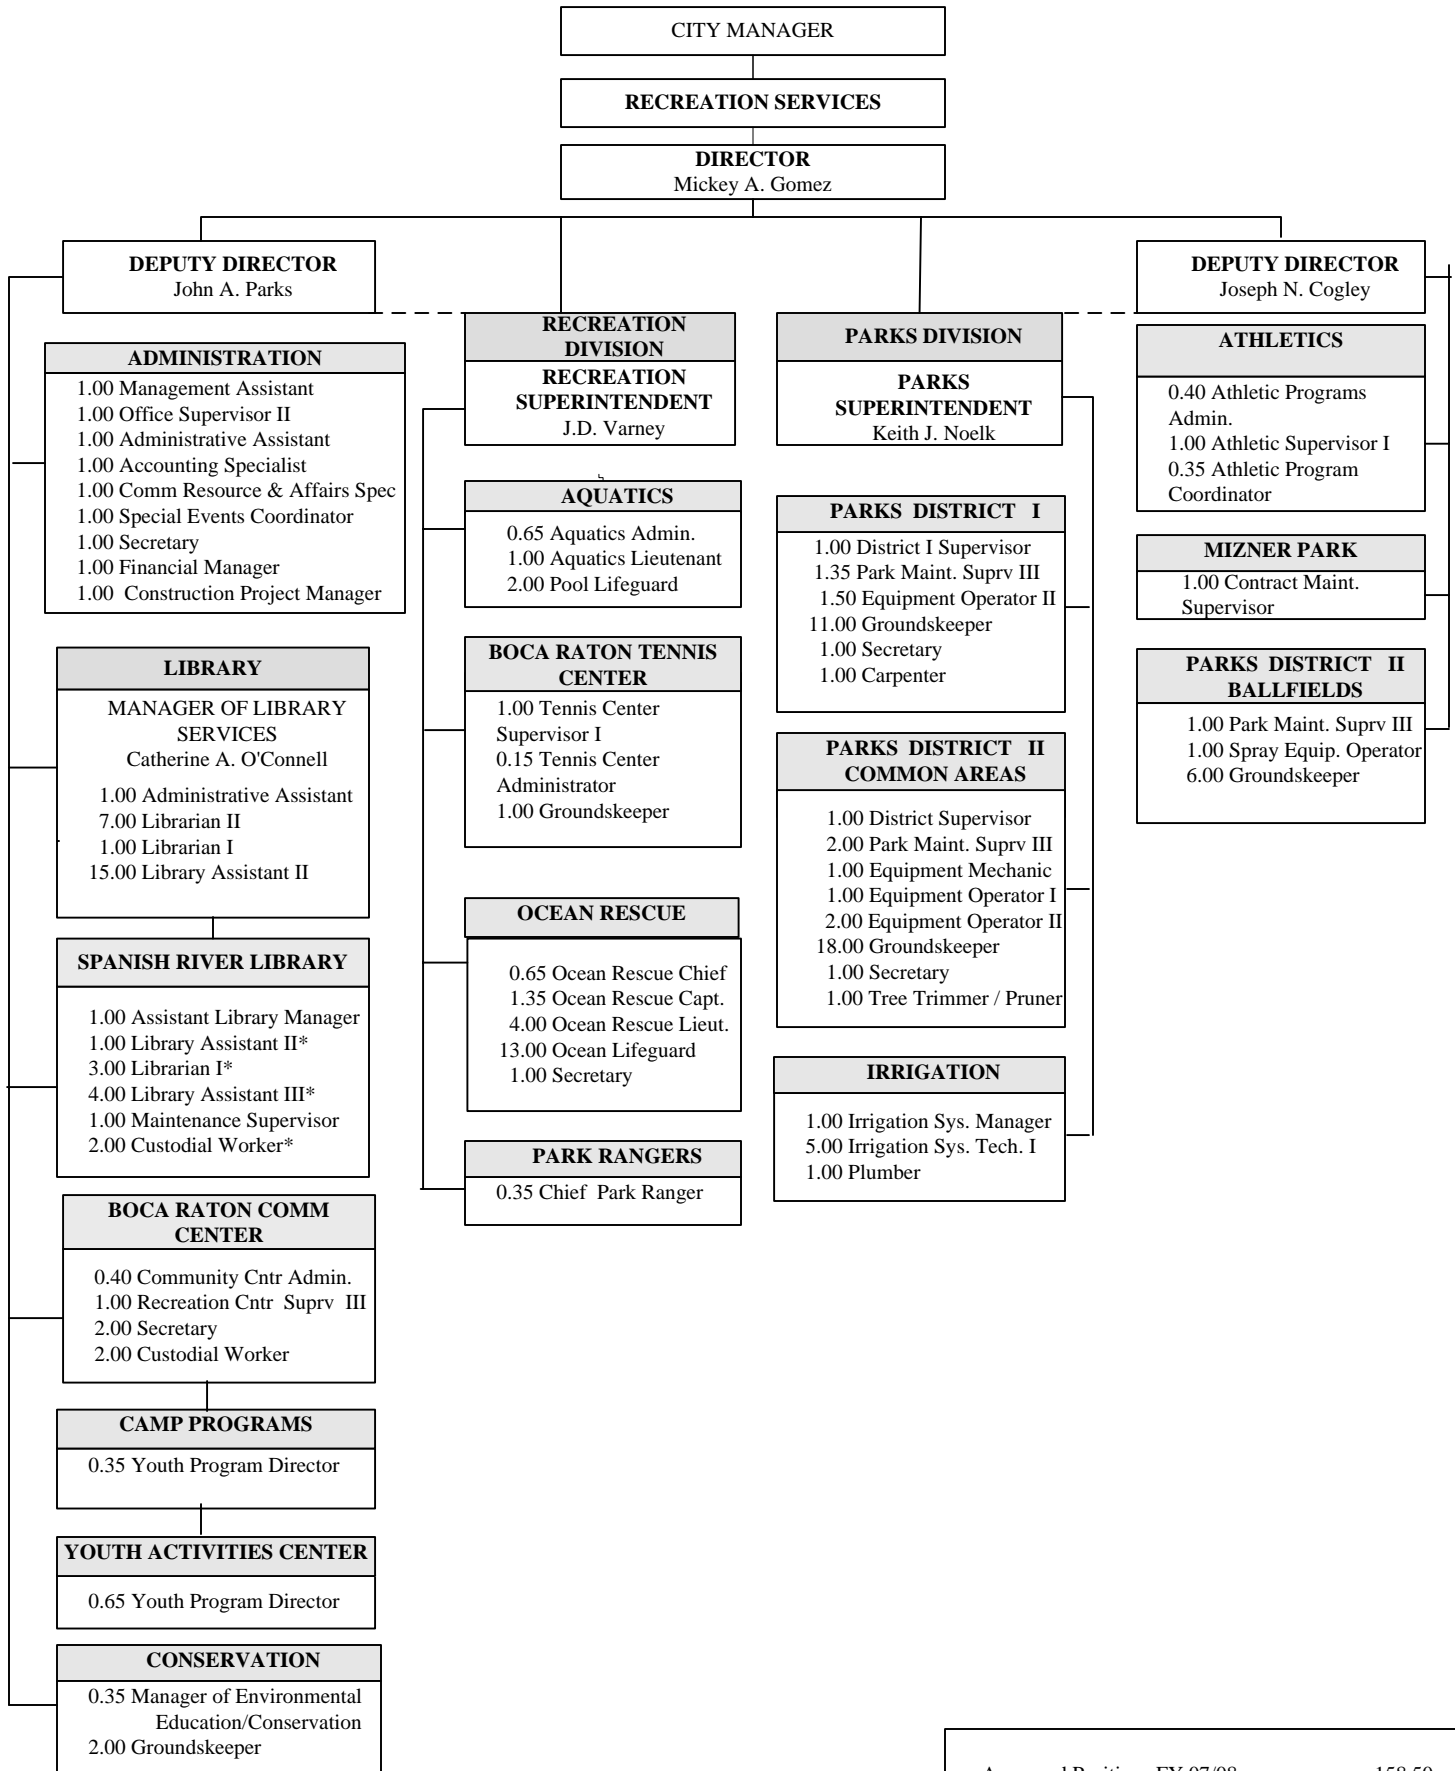 CITY MANAGER
RECREATION SERVICES
DIRECTOR
Mickey A. Gomez
DEPUTY DIRECTOR
John A. Parks
ADMINISTRATION
1.00 Management Assistant
1.00 Office Supervisor II
1.00 Administrative Assistant
1.00 Accounting Specialist
1.00 Comm Resource & Affairs Spec
1.00 Special Events Coordinator
1.00 Secretary
1.00 Financial Manager
1.00 Construction Project Manager
LIBRARY
MANAGER OF LIBRARY
SERVICES
Catherine A. O'Connell
1.00 Administrative Assistant
7.00 Librarian II
1.00 Librarian I
15.00 Library Assistant II
SPANISH RIVER LIBRARY
1.00 Assistant Library Manager
1.00 Library Assistant II*
3.00 Librarian I*
4.00 Library Assistant III*
1.00 Maintenance Supervisor
2.00 Custodial Worker*
BOCA RATON COMM
CENTER
0.40 Community Cntr Admin.
1.00 Recreation Cntr Suprv III
2.00 Secretary
2.00 Custodial Worker
CAMP PROGRAMS
0.35 Youth Program Director
YOUTH ACTIVITIES CENTER
0.65 Youth Program Director
CONSERVATION
0.35 Manager of Environmental
Education/Conservation
2.00 Groundskeeper
RECREATION
DIVISION
RECREATION
SUPERINTENDENT
J.D. Varney
AQUATICS
0.65 Aquatics Admin.
1.00 Aquatics Lieutenant
2.00 Pool Lifeguard
BOCA RATON TENNIS
CENTER
1.00 Tennis Center
Supervisor I
0.15 Tennis Center
Administrator
1.00 Groundskeeper
OCEAN RESCUE
0.65 Ocean Rescue Chief
1.35 Ocean Rescue Capt.
4.00 Ocean Rescue Lieut.
13.00 Ocean Lifeguard
1.00 Secretary
PARK RANGERS
0.35 Chief Park Ranger
PARKS DIVISION
PARKS
SUPERINTENDENT
Keith J. Noelk
PARKS DISTRICT I
1.00 District I Supervisor
1.35 Park Maint. Suprv III
1.50 Equipment Operator II
11.00 Groundskeeper
1.00 Secretary
1.00 Carpenter
PARKS DISTRICT II
COMMON AREAS
1.00 District Supervisor
2.00 Park Maint. Suprv III
1.00 Equipment Mechanic
1.00 Equipment Operator I
2.00 Equipment Operator II
18.00 Groundskeeper
1.00 Secretary
1.00 Tree Trimmer / Pruner
IRRIGATION
1.00 Irrigation Sys. Manager
5.00 Irrigation Sys. Tech. I
1.00 Plumber
DEPUTY DIRECTOR
Joseph N. Cogley
ATHLETICS
0.40 Athletic Programs
Admin.
1.00 Athletic Supervisor I
0.35 Athletic Program
Coordinator
MIZNER PARK
1.00 Contract Maint.
Supervisor
PARKS DISTRICT II
BALLFIELDS
1.00 Park Maint. Suprv III
1.00 Spray Equip. Operator
6.00 Groundskeeper
FY 07/08 158.50